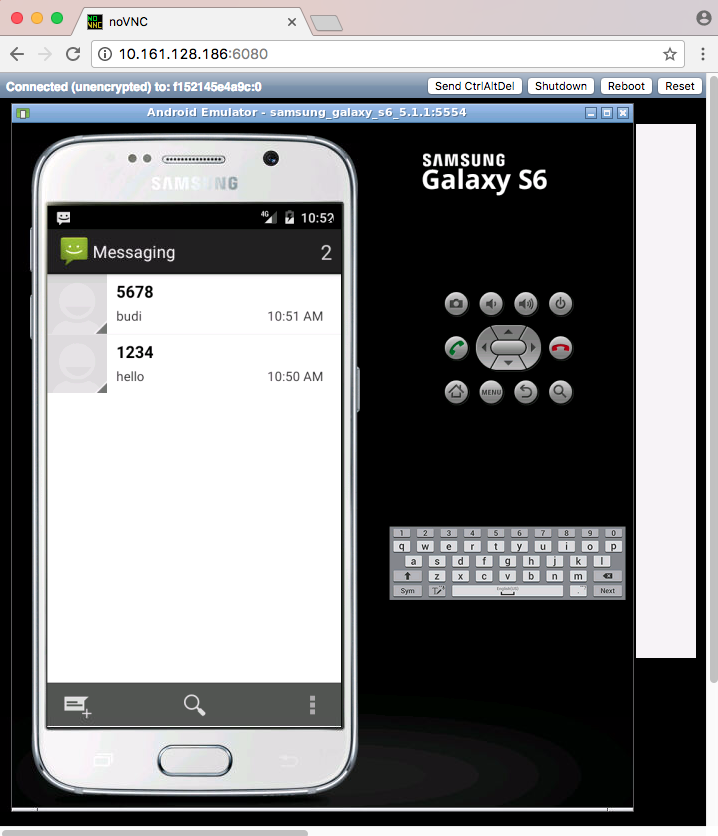 noVNC
10.161.128.186:6080
Connected (unencrypted) to: f152145e4a9c:0
Send CtrlAltDel
Shutdown
Reboot
Reset
Android Emulator - samsung_galaxy_s6_5.1.1:5554
SAMSUNG
4G
Messaging
2
5678
budi
10:51 AM
1234
hello
10:50 AM
SAMSUNG
Galaxy S6
MENU
1 2 3 4 5 6 7 8 9 0
q w e r t y u i o p
a s d f g h j k l
z x c v b n m
Sym
Next